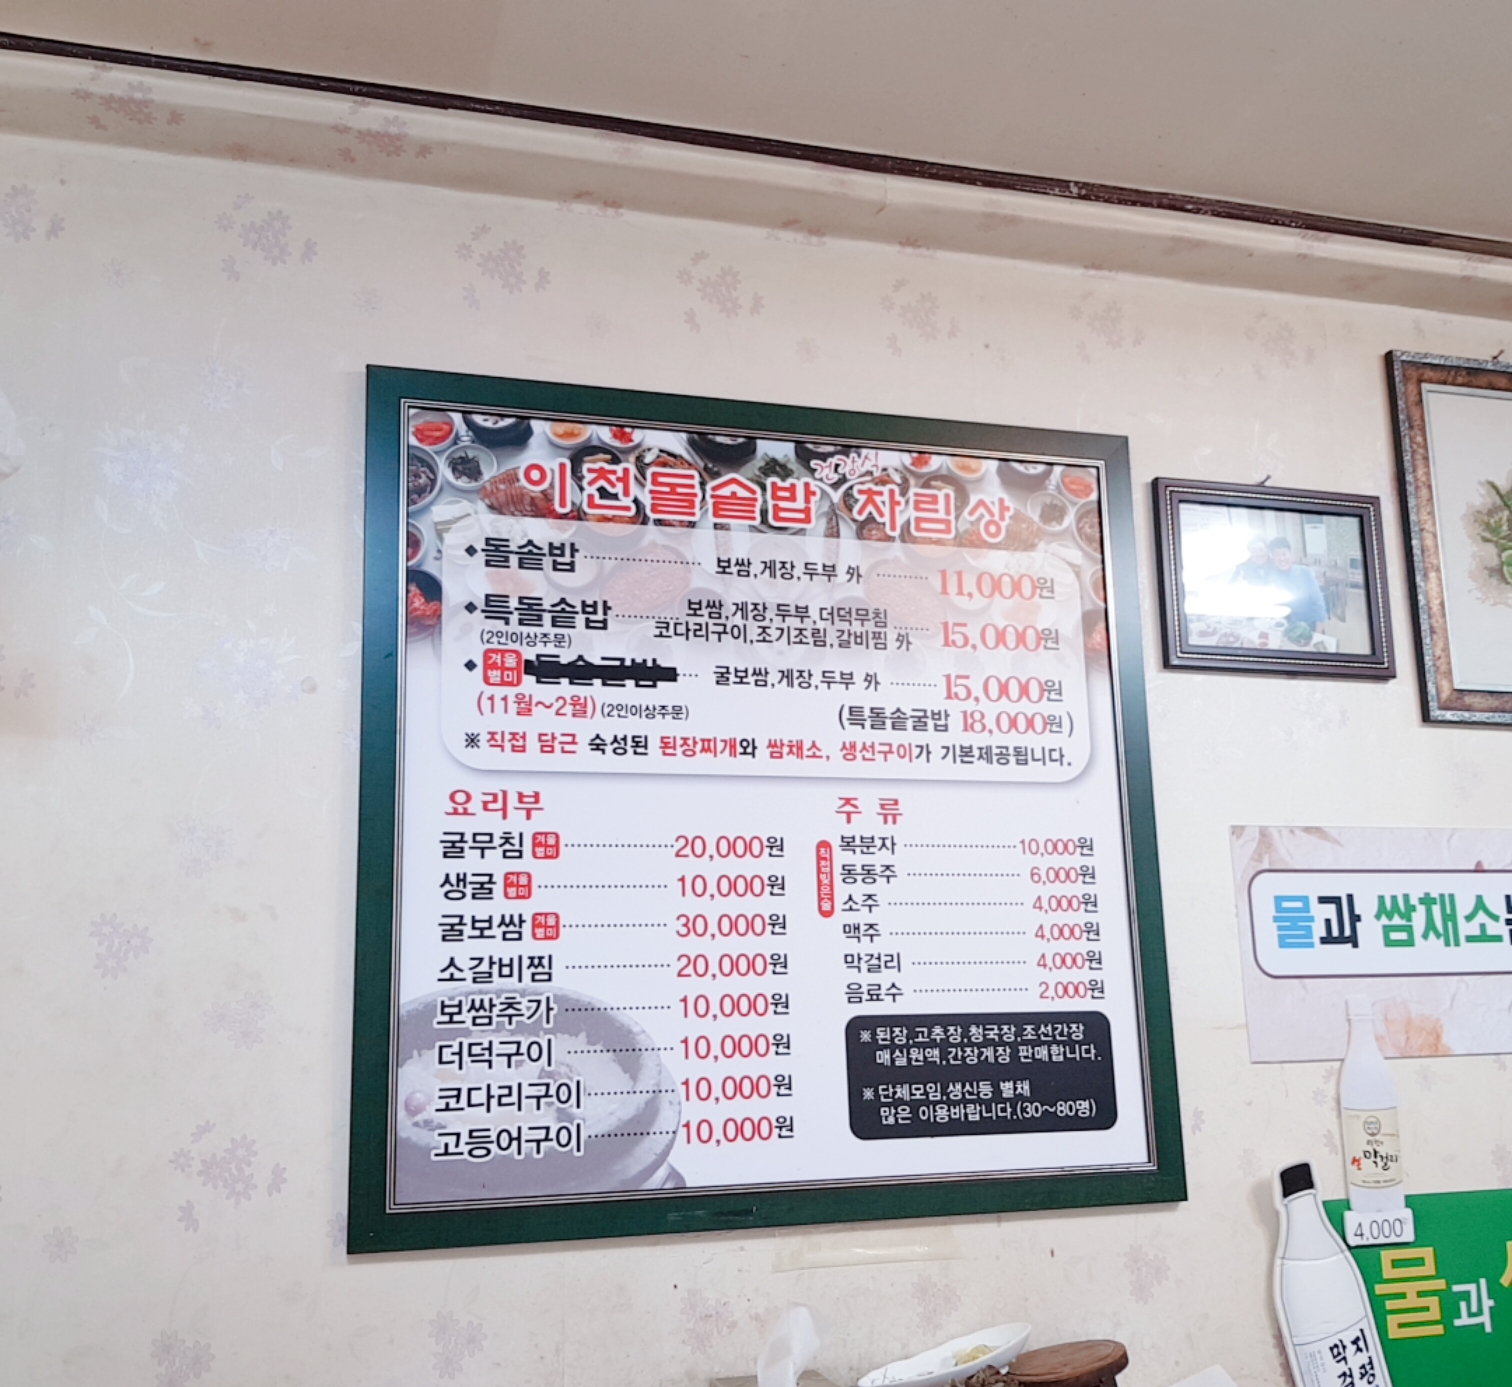 건강식
이천돌솥밥 차림상
◆돌솥밥 ········ 보쌈,게장,두부 外 ········ 11,000원
◆특돌솥밥 ········ 보쌈,게장,두부,더덕무침
(2인이상주문) 코다리구이,조기조림,갈비찜 外 ········ 15,000원
◆ 겨울별미 ········ 굴보쌈,게장,두부 外 ········ 15,000원
(11월~2월) (2인이상주문) (특돌솥굴밥 18,000원)
※ 직접 담근 숙성된 된장찌개와 쌈채소, 생선구이가 기본제공됩니다.
요리부
굴무침 겨울별미 ········ 20,000원
생굴 겨울별미 ········ 10,000원
굴보쌈 겨울별미 ········ 30,000원
소갈비찜 ········ 20,000원
보쌈추가 ········ 10,000원
더덕구이 ········ 10,000원
코다리구이 ········ 10,000원
고등어구이 ········ 10,000원
주류
직접빚은술
복분자 ········ 10,000원
동동주 ········ 6,000원
소주 ········ 4,000원
맥주 ········ 4,000원
막걸리 ········ 4,000원
음료수 ········ 2,000원
※ 된장,고추장,청국장,조선간장
매실원액,간장게장 판매합니다.
※ 단체모임,생신등 별채
많은 이용바랍니다.(30~80명)
물과 쌈채소는
쌀막걸리
4,000
물과
지평
막걸